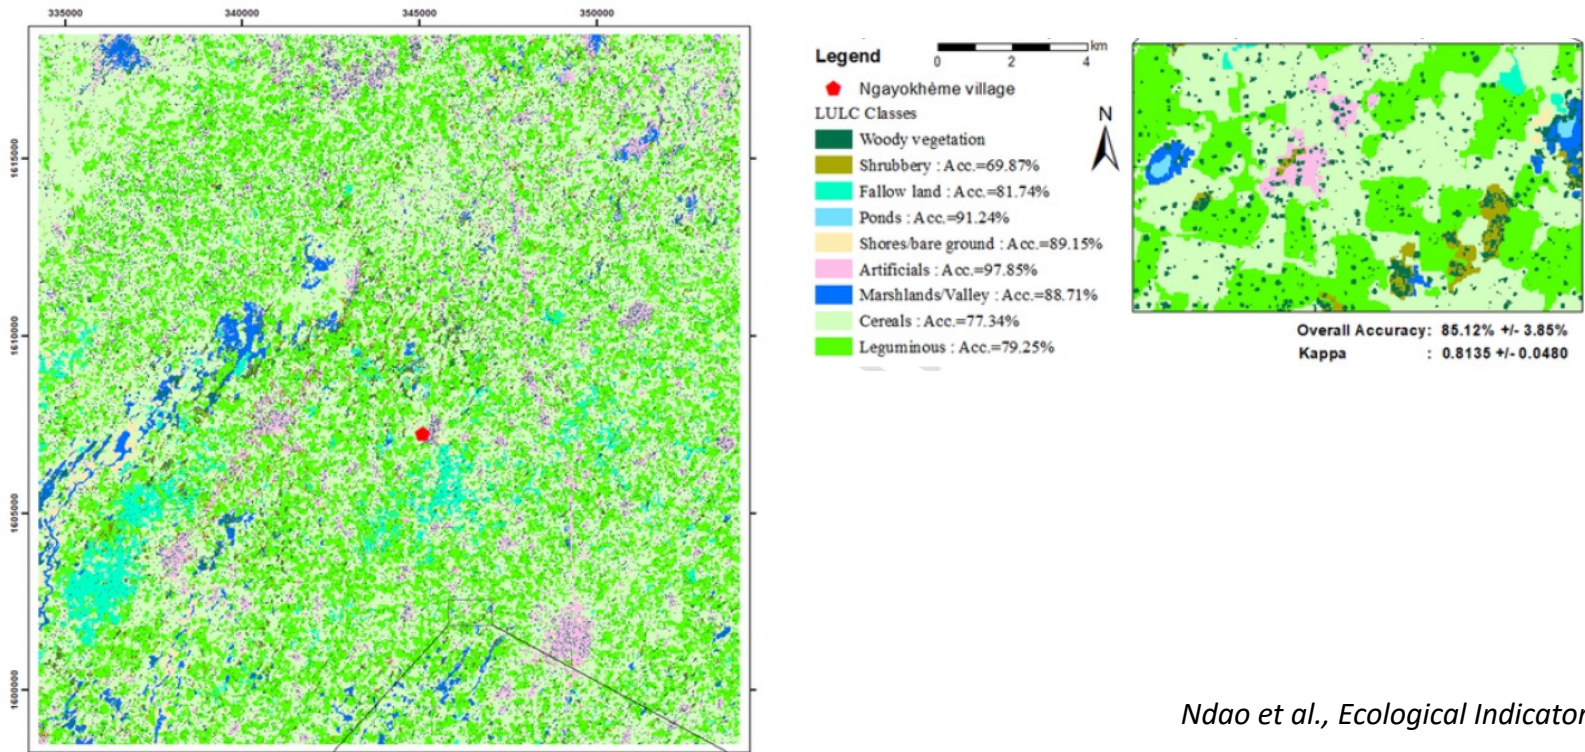 335000 340000 345000 350000
1615000
1610000
1605000
1600000
Legend
km
0 2 4
Ngayokhème village
LULC Classes
Woody vegetation
Shrubbery : Acc.=69.87%
Fallow land : Acc.=81.74%
Ponds : Acc.=91.24%
Shores/bare ground : Acc.=89.15%
Artificials : Acc.=97.85%
Marshlands/Valley : Acc.=88.71%
Cereals : Acc.=77.34%
Leguminous : Acc.=79.25%
N
Overall Accuracy: 85.12% +/- 3.85%
Kappa : 0.8135 +/- 0.0480
Ndao et al., Ecological Indicator